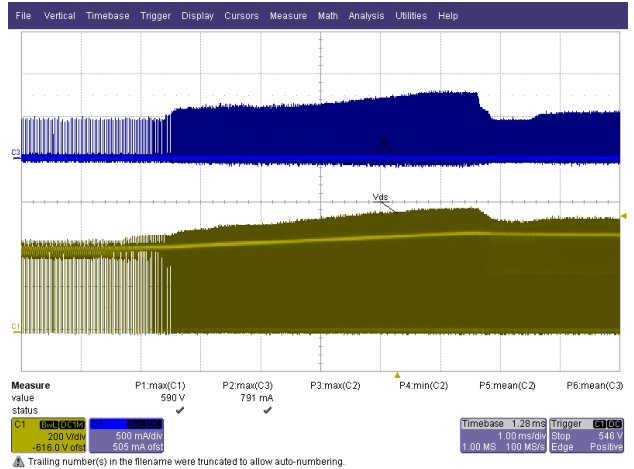 File Vertical Timebase Trigger Display Cursors Measure Math Analysis Utilities Help
C3
Vds
C1
Measure P1:max(C1) P2:max(C3) P3:max(C2) P4:min(C2) P5:mean(C2) P6:mean(C3)
value 590 V 791 mA
status
C1 BwL DC1M
200 V/div
-616.0 V ofst
500 mA/div
505 mA ofst
Timebase 1.28 ms
1.00 ms/div
1.00 MS 100 MS/s
Trigger C1 DC
Stop 546 V
Edge Positive
Trailing number(s) in the filename were truncated to allow auto-numbering.